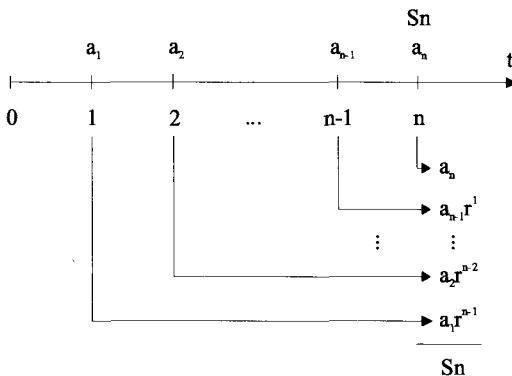 Sn
a₁ a₂ aₙ₋₁ aₙ t
0 1 2 ... n-1 n
aₙ
aₙ₋₁r¹
⋮ ⋮
a₂rⁿ⁻²
a₁rⁿ⁻¹
Sn